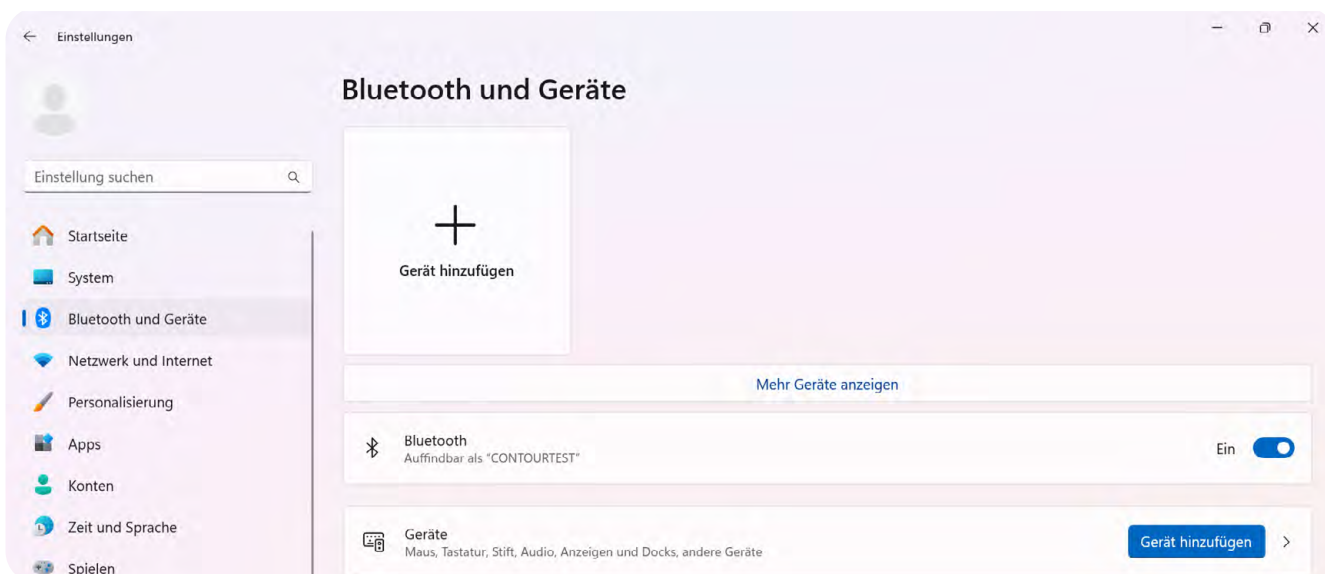 Einstellungen
Bluetooth und Geräte
Einstellung suchen
Startseite
System
Bluetooth und Geräte
Netzwerk und Internet
Personalisierung
Apps
Konten
Zeit und Sprache
Spielen
Gerät hinzufügen
Mehr Geräte anzeigen
Bluetooth
Auffindbar als "CONTOURTEST"
Ein
Geräte
Maus, Tastatur, Stift, Audio, Anzeigen und Docks, andere Geräte
Gerät hinzufügen